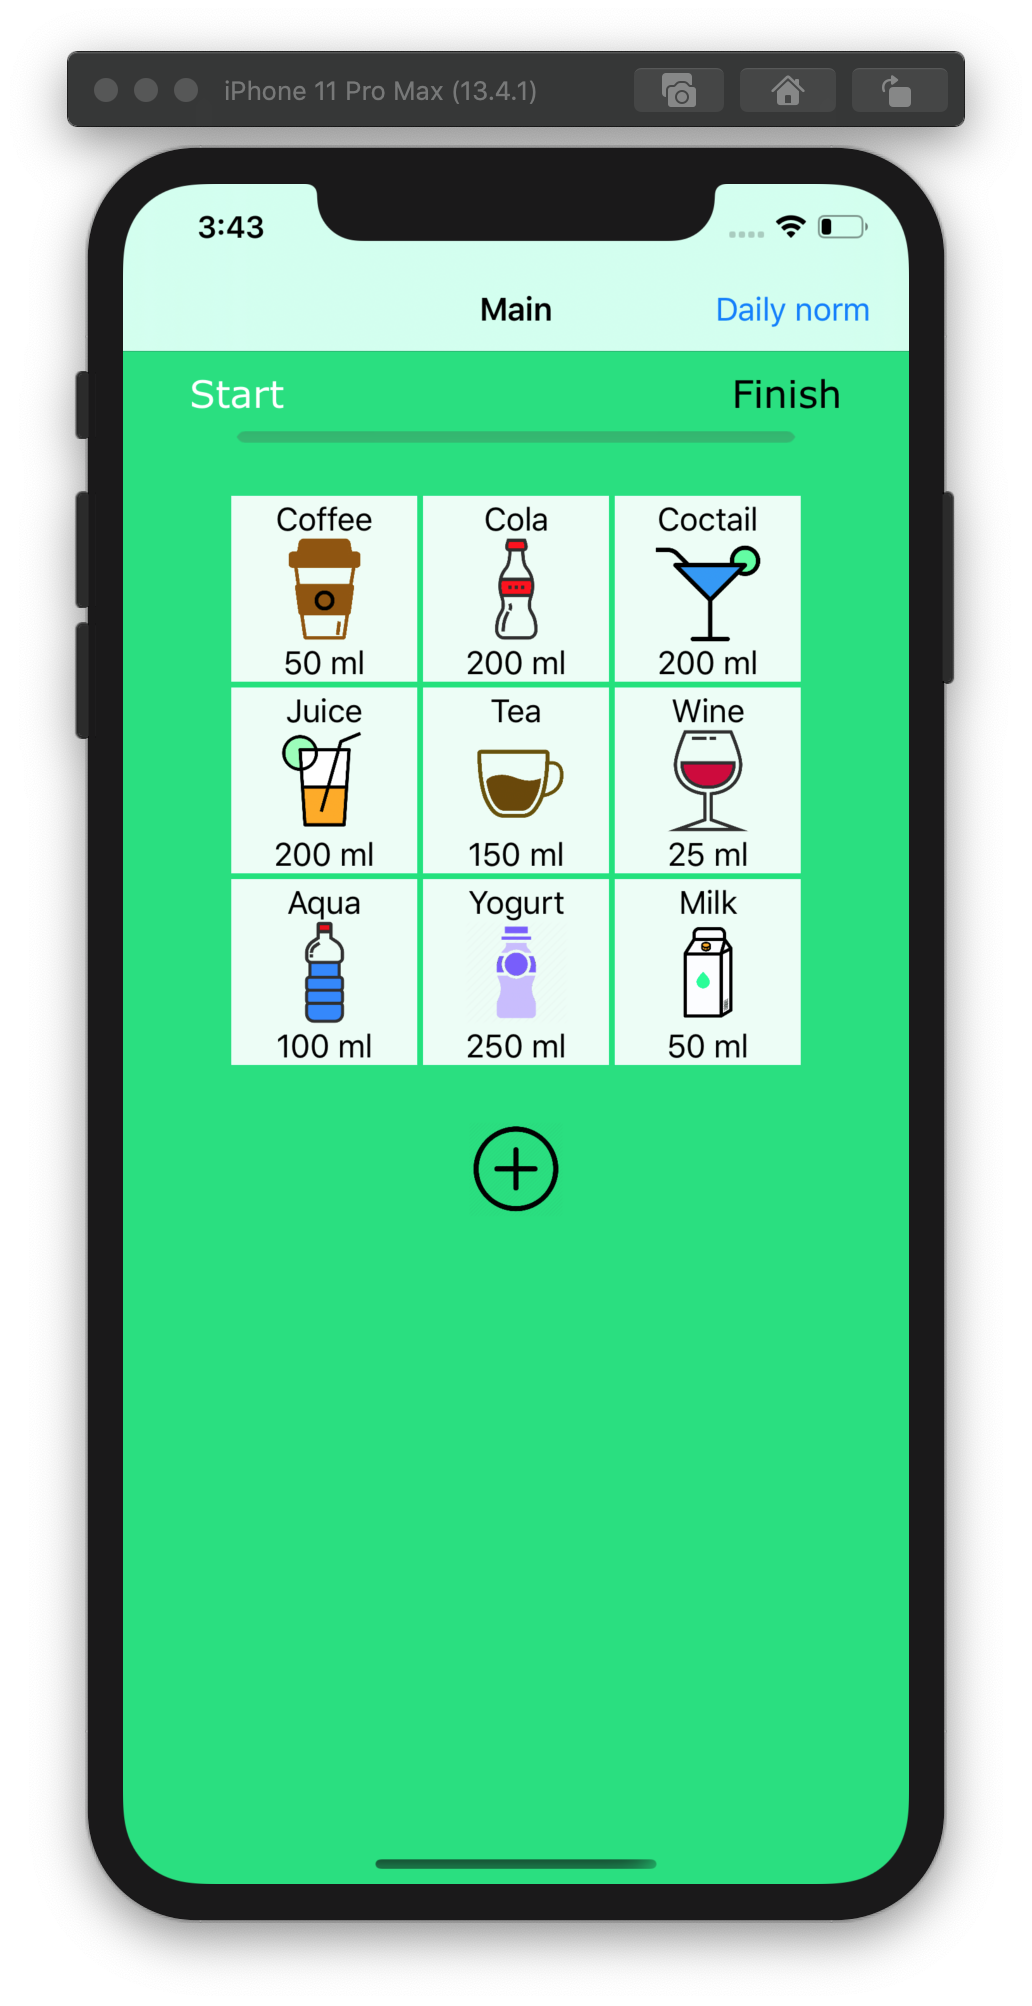 iPhone 11 Pro Max (13.4.1)
3:43
Main
Daily norm
Start
Finish
Coffee
Cola
Coctail
50 ml
200 ml
200 ml
Juice
Tea
Wine
200 ml
150 ml
25 ml
Aqua
Yogurt
Milk
100 ml
250 ml
50 ml